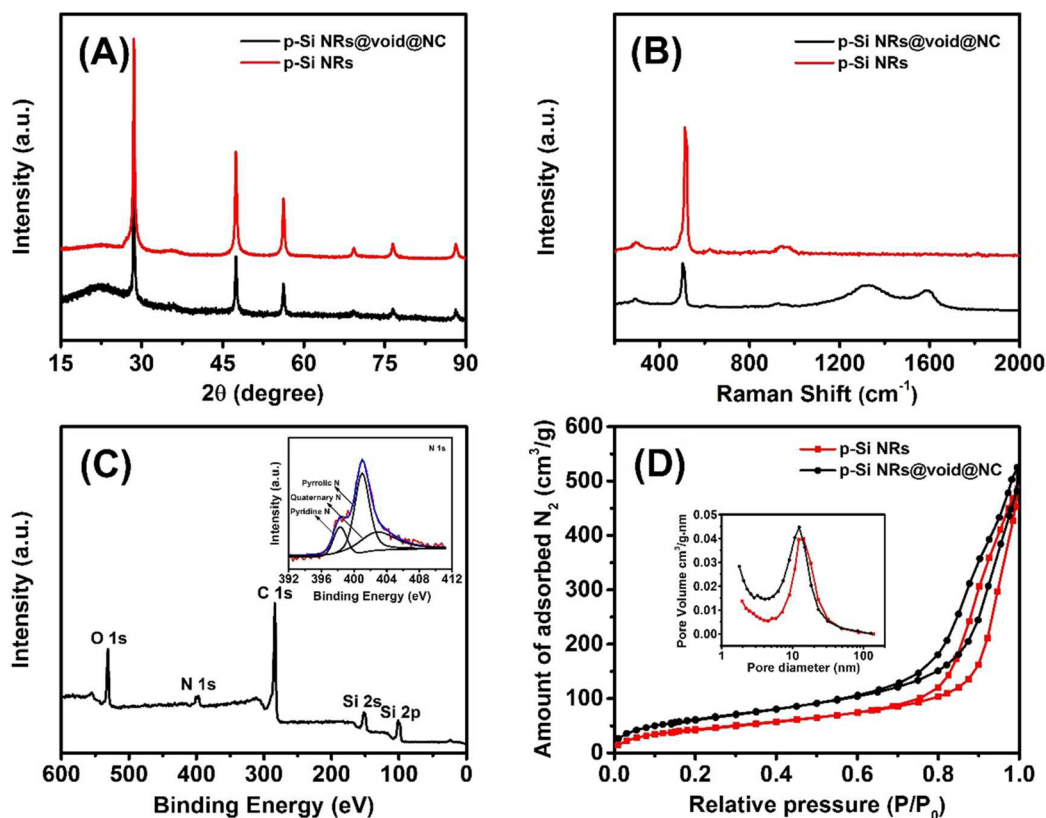 (A)
p-Si NRs@void@NC
p-Si NRs
Intensity (a.u.)
15 30 45 60 75 90
2θ (degree)
(B)
p-Si NRs@void@NC
p-Si NRs
Intensity (a.u.)
400 800 1200 1600 2000
Raman Shift (cm⁻¹)
(C)
O 1s
N 1s
C 1s
Si 2s
Si 2p
Intensity (a.u.)
600 500 400 300 200 100 0
Binding Energy (eV)
N 1s
Pyrrolic N
Quaternary N
Pyridine N
Intensity (a.u.)
392 396 400 404 408 412
Binding Energy (eV)
(D)
p-Si NRs
p-Si NRs@void@NC
Amount of adsorbed N₂ (cm³/g)
600
500
400
300
200
100
0
0.0 0.2 0.4 0.6 0.8 1.0
Relative pressure (P/P₀)
Pore Volume cm³/g·nm
0.05
0.04
0.03
0.02
0.01
0.00
1 10 100
Pore diameter (nm)